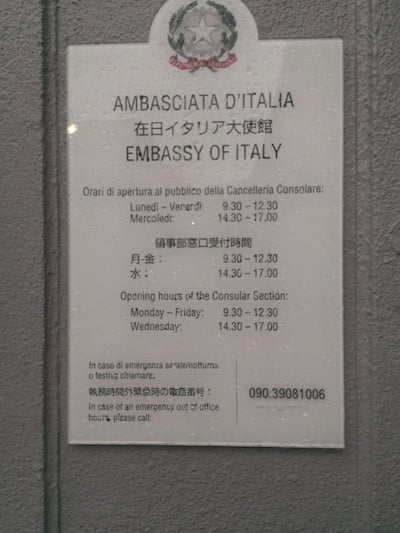 AMBASCIATA D'ITALIA
在日イタリア大使館
EMBASSY OF ITALY
Orari di apertura al pubblico della Cancelleria Consolare:
Lunedì – Venerdì: 9.30 – 12.30
Mercoledì: 14.30 - 17.00
領事部窓口受付時間
月-金： 9.30 – 12.30
水： 14.30 – 17.00
Opening hours of the Consular Section:
Monday – Friday: 9.30 – 12.30
Wednesday: 14.30 – 17.00
In caso di emergenza serale/notturna
o festiva chiamare:
執務時間外緊急時の電話番号：
090.39081006
In case of an emergency out of office
hours, please call: